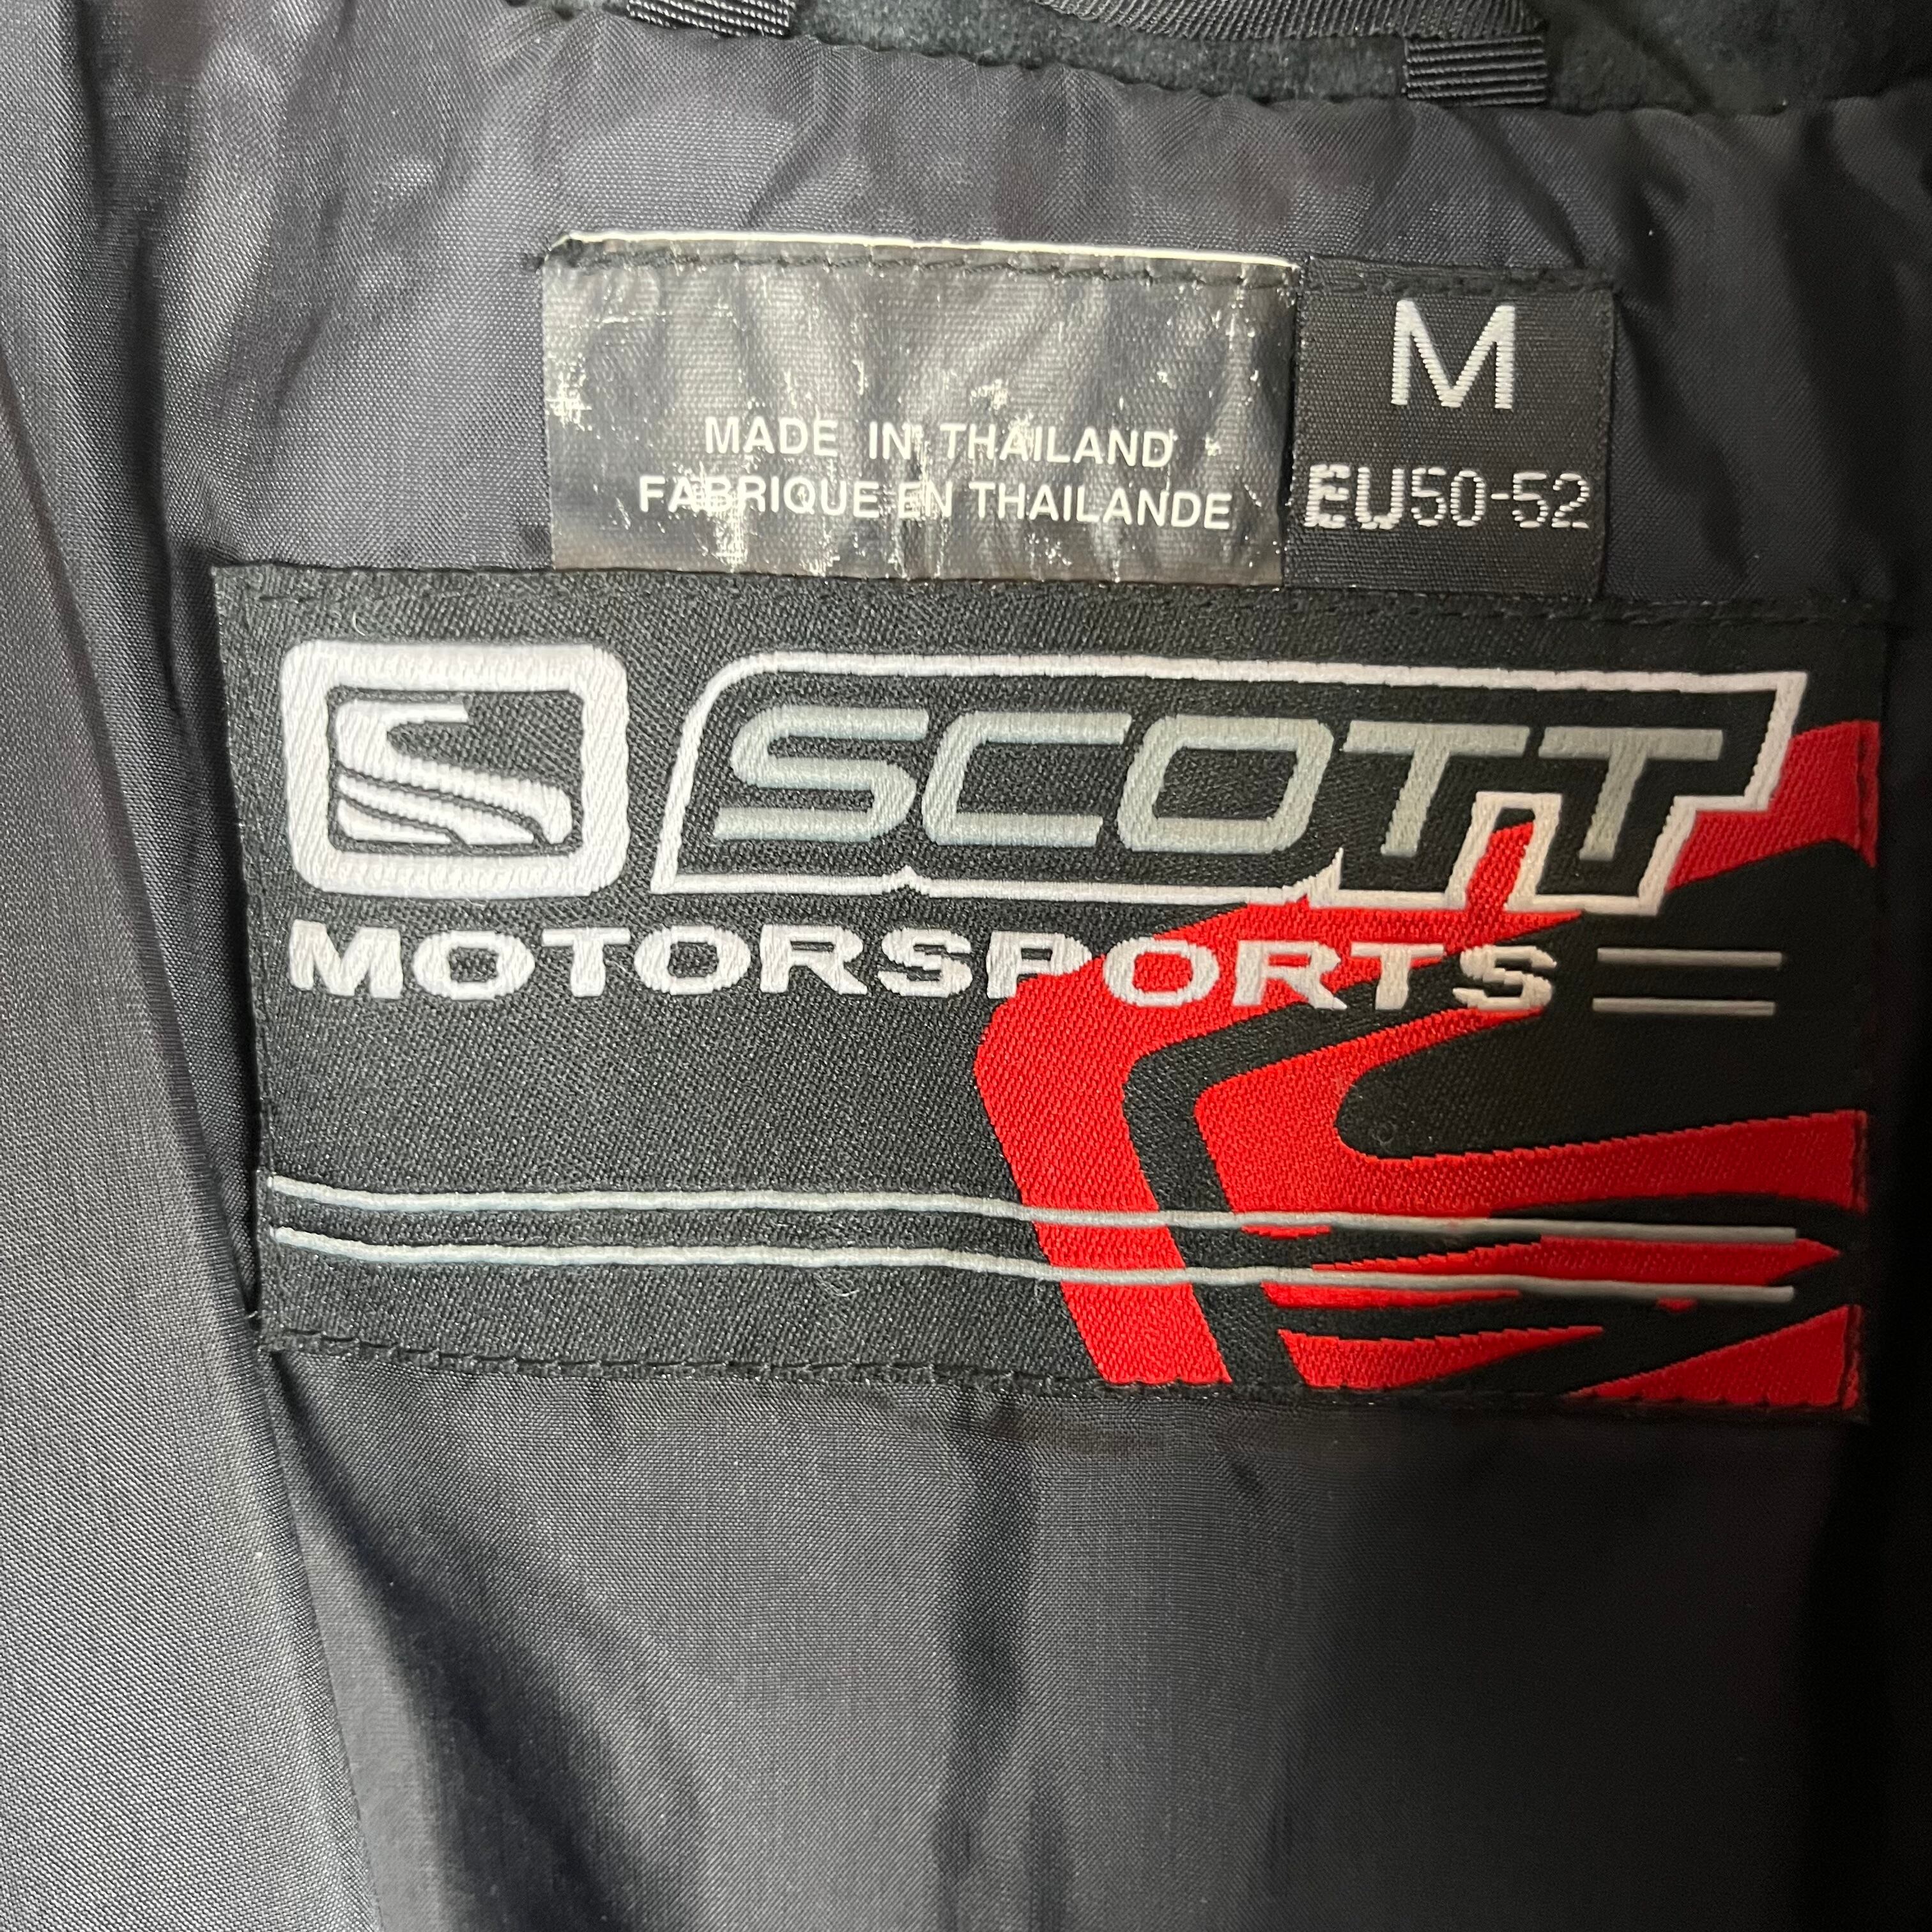 MADE IN THAILAND
FABRIQUE EN THAILANDE
M
EU50-52
SCOTT
MOTORSPORTS